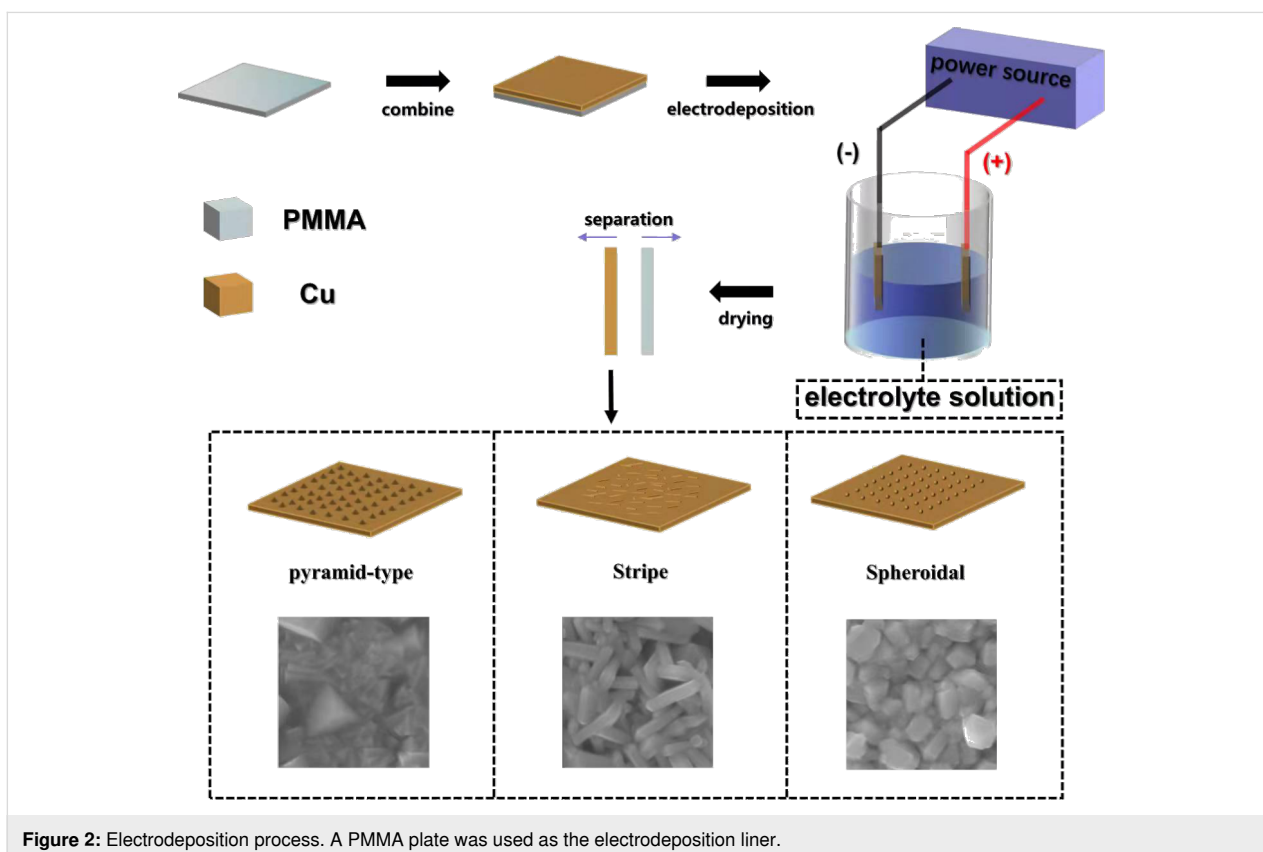 power source
combine
electrodeposition
(-)
(+)
PMMA
separation
Cu
drying
electrolyte solution
pyramid-type
Stripe
Spheroidal
Figure 2: Electrodeposition process. A PMMA plate was used as the electrodeposition liner.